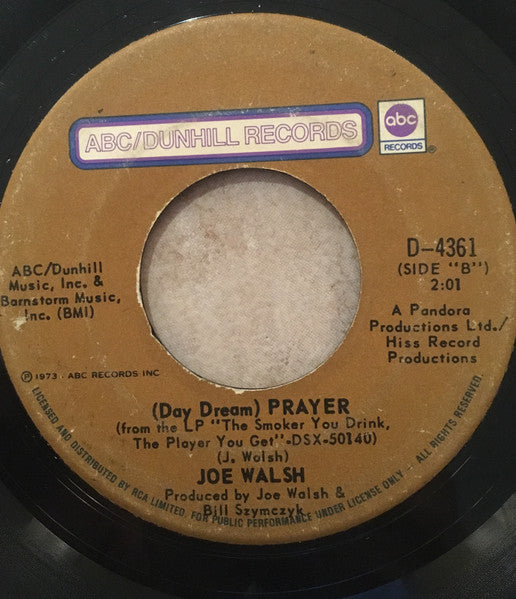 ABC/DUNHILL RECORDS
abc
RECORDS
®
ABC/Dunhill
Music, Inc. &
Barnstorm Music,
Inc. (BMI)
D-4361
(SIDE "B")
2:01
A Pandora
Productions Ltd./
Hiss Record
Productions
℗ 1973 · ABC RECORDS INC
(Day Dream) PRAYER
(from the LP "The Smoker You Drink,
The Player You Get"-DSX-50140)
(J. Walsh)
JOE WALSH
Produced by Joe Walsh &
Bill Szymczyk
LICENSED AND DISTRIBUTED BY RCA LIMITED, FOR PUBLIC PERFORMANCE UNDER LICENSE ONLY - ALL RIGHTS RESERVED.